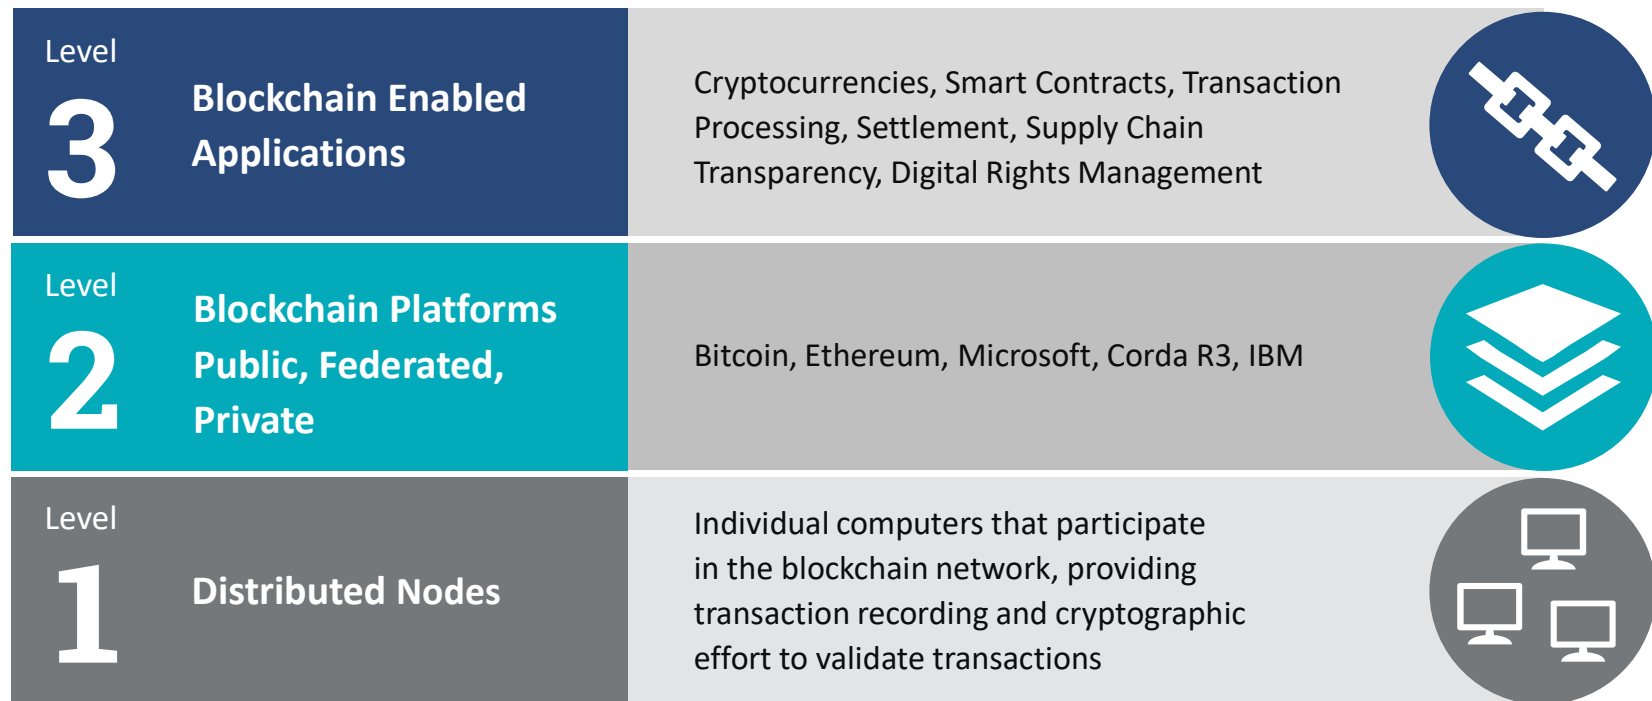 Level
3
Blockchain Enabled
Applications
Cryptocurrencies, Smart Contracts, Transaction
Processing, Settlement, Supply Chain
Transparency, Digital Rights Management
Level
2
Blockchain Platforms
Public, Federated,
Private
Bitcoin, Ethereum, Microsoft, Corda R3, IBM
Level
1
Distributed Nodes
Individual computers that participate
in the blockchain network, providing
transaction recording and cryptographic
effort to validate transactions